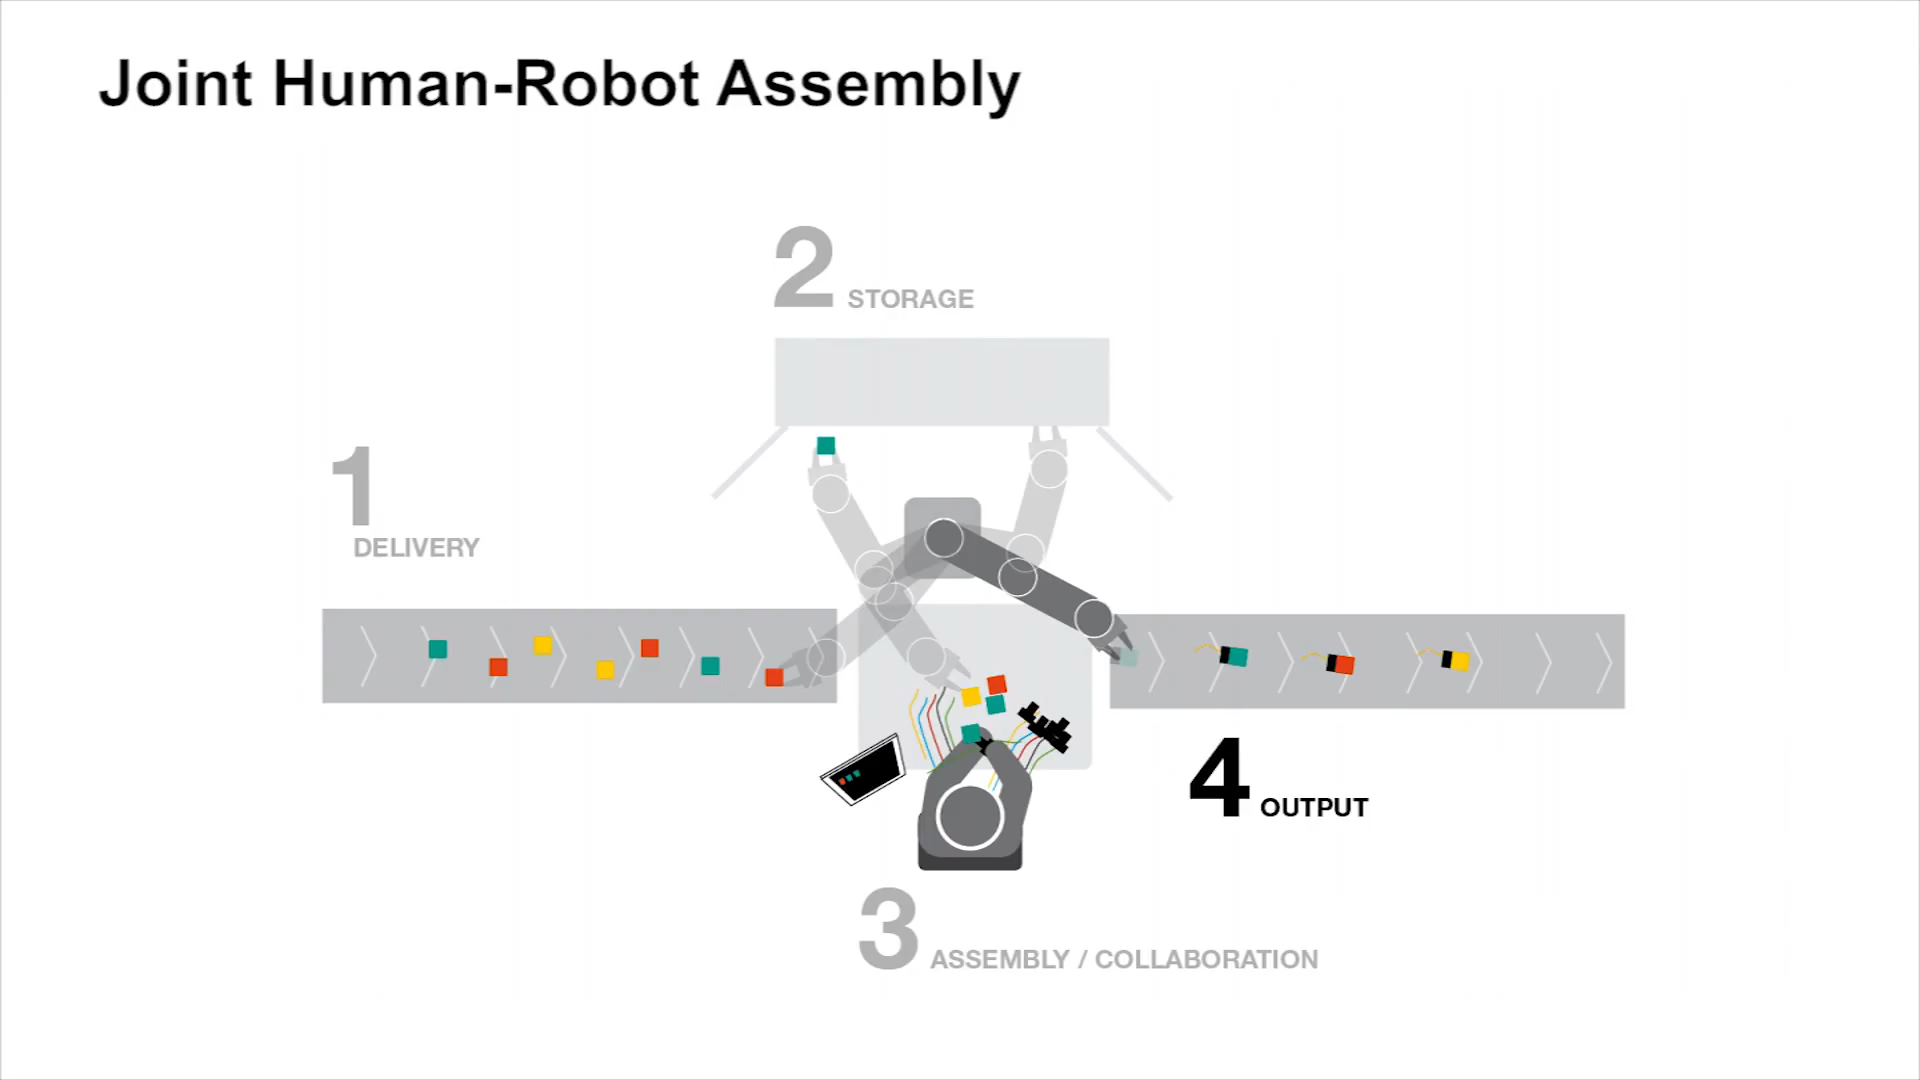 Joint Human-Robot Assembly
2 STORAGE
1
DELIVERY
4 OUTPUT
3 ASSEMBLY / COLLABORATION